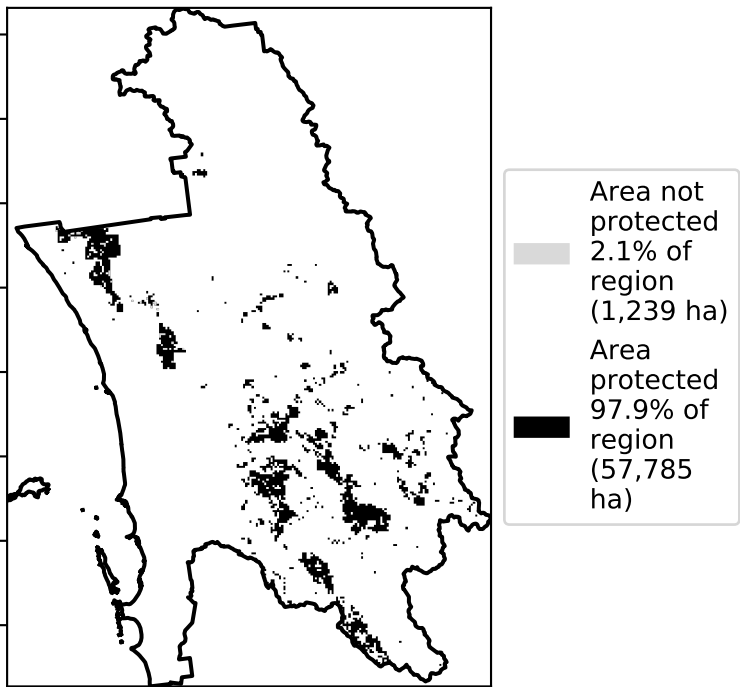 Area not
protected
2.1% of
region
(1,239 ha)
Area
protected
97.9% of
region
(57,785
ha)